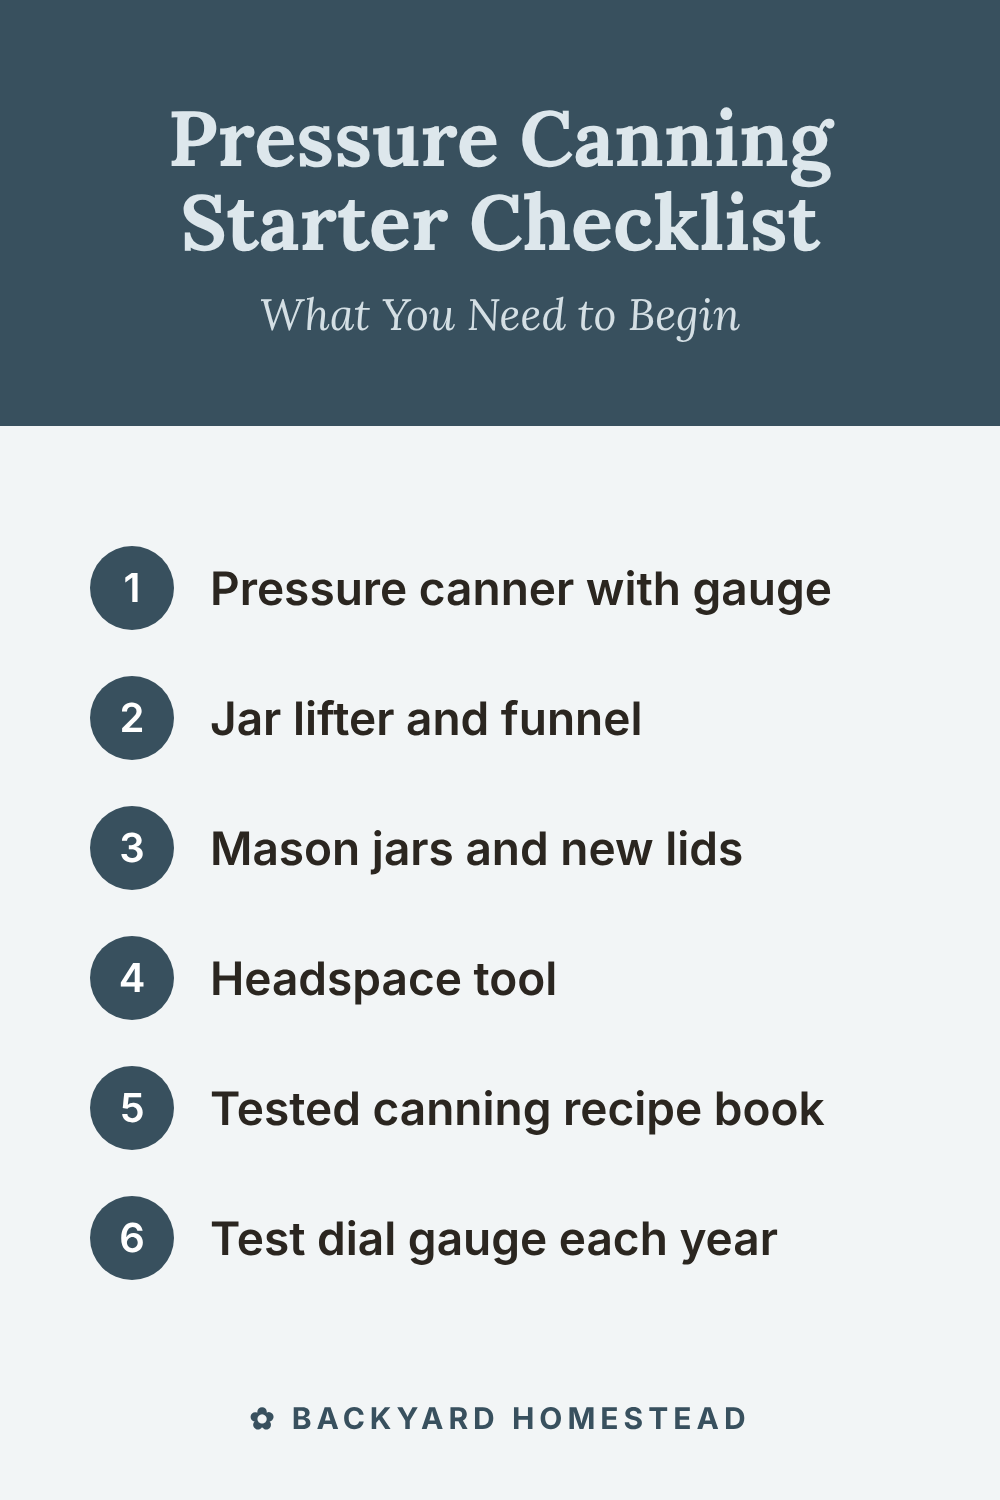 Pressure Canning
Starter Checklist
What You Need to Begin
1 Pressure canner with gauge
2 Jar lifter and funnel
3 Mason jars and new lids
4 Headspace tool
5 Tested canning recipe book
6 Test dial gauge each year
✿ BACKYARD HOMESTEAD